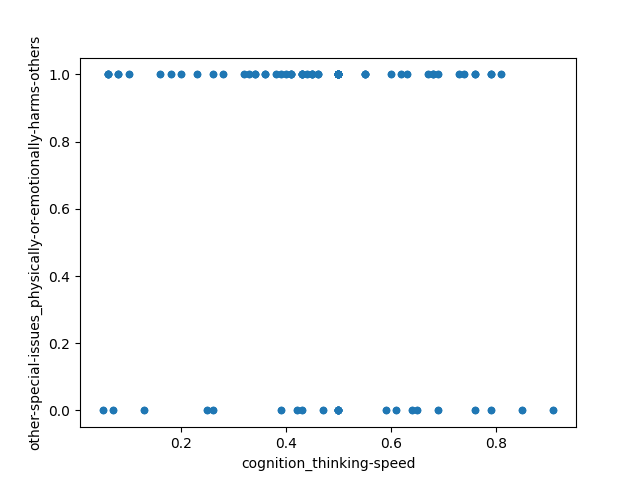 other-special-issues_physically-or-emotionally-harms-others
1.0
0.8
0.6
0.4
0.2
0.0
0.2 0.4 0.6 0.8
cognition_thinking-speed